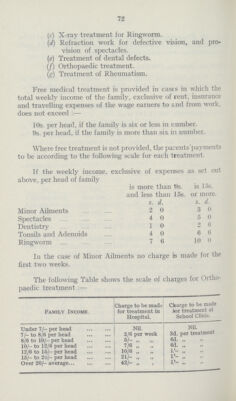 72
(c) X-ray treatment for Ringworm.
(d) Refraction work for defective vision, and pro-
vision of spectacles.
(e) Treatment of dental defects.
(f) Orthopaedic treatment.
(g) Treatment of Rheumatism.
Free medical treatment is provided in cases in which the
total weekly income of the family, exclusive of rent, insurance
and travelling expenses of the wage earners to and from work,
does not exceed :—
10s. per head, if the family is six or less in number.
9s. per head, if the family is more than six in number.
Where free treatment is not provided, the parents' payments
to be according to the following scale for each treatment.
If the weekly income, exclusive of expenses as set out
above, per head of family
is more than 9s. is 15s.
and less than 15s. or more.
s. d. s. d.
Minor Ailments 2 0 3 0
Spectacles 4 0 5 0
Dentistry 1 0 2 6
Tonsils and Adenoids 4 0 6 6
Ringworm 7 6 10 0
In the case of Minor Ailments no charge is made for the
first two weeks.
The following Table shows the scale of charges for Ortho-
paedic treatment :—
Family Income. Charge to be made for treatment in Hospital. Charge to be made for treatment at School Clinic.
Under 7/- per head Nil. Nil.
7/- to 8/6 per head 2/6 per week 3d. per treatment
8/6 to 10/- per head 5/- „ „ 6d. „ „
10/- to 12/6 per head 7/6 „ „ 6d. „ „
12/6 to 15/- per head 10/6 „ „ 1/- „ „
15/- to 20/- per head 21/- „ „ 1/- „ „
Over 20/- average... 42/- „ „ 1/- „ „